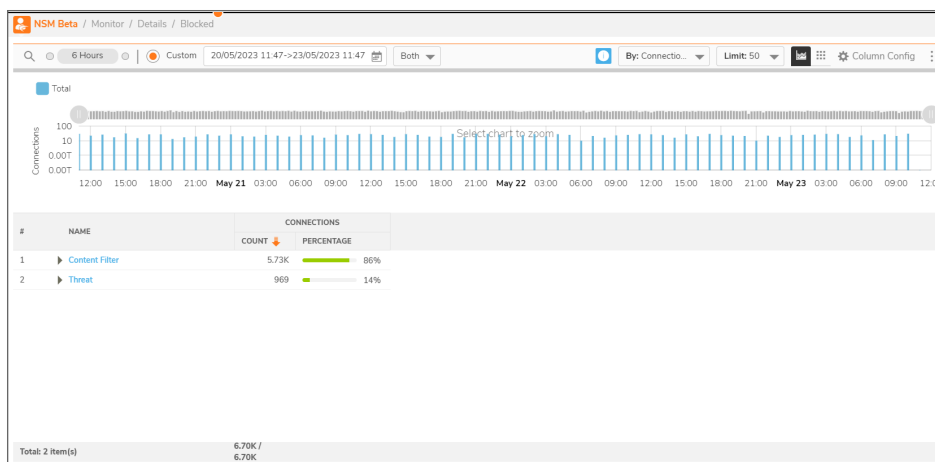 NSM Beta / Monitor / Details / Blocked
6 Hours Custom 20/05/2023 11:47->23/05/2023 11:47 Both By: Connectio... Limit: 50 Column Config
Total
Select chart to zoom
Connections
100
10
0.00T
0.00T
12:00 15:00 18:00 21:00 May 21 03:00 06:00 09:00 12:00 15:00 18:00 21:00 May 22 03:00 06:00 09:00 12:00 15:00 18:00 21:00 May 23 03:00 06:00 09:00 12:0
# NAME CONNECTIONS
COUNT PERCENTAGE
1 Content Filter 5.73K 86%
2 Threat 969 14%
Total: 2 item(s) 6.70K /
6.70K